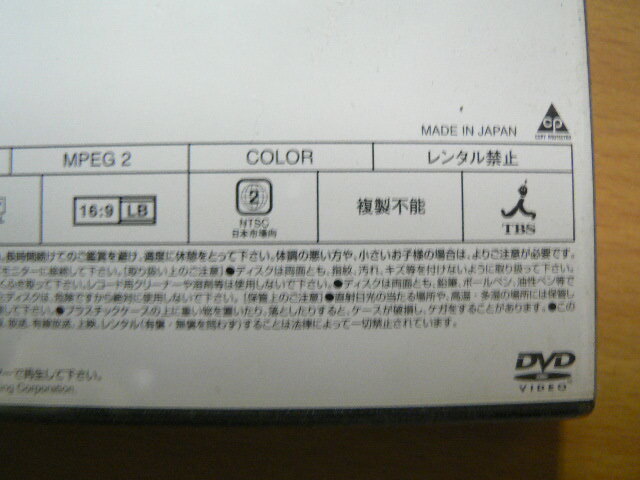 MADE IN JAPAN
MPEG 2 COLOR レンタル禁止
16:9 LB 2 NTSC 日本市場向 複製不能 TBS
長時間続けてのご鑑賞を避け、適度に休憩をとって下さい。体調の悪い方や、小さいお子様の場合は、よりご注意が必要です。
モニターに接続して下さい。【取り扱い上のご注意】●ディスクは両面とも、指紋、汚れ、キズ等を付けないように取り扱って下さい。
ふき取って下さい。レコード用クリーナーや溶剤等は使用しないで下さい。●ディスクは両面とも、鉛筆、ボールペン、油性ペン等で
ディスクは、危険ですから絶対に使用しないで下さい。【保管上のご注意】●直射日光の当たる場所や、高温・多湿の場所には保管し
●プラスチックケースの上に重い物を置いたり、落としたりすると、ケースが破損し、ケガをすることがあります。●この
放送、有線放送、上映、レンタル(有償・無償を問わず)することは法律によって一切禁止されています。
ーで再生して下さい。
Corporation.
DVD
VIDEO